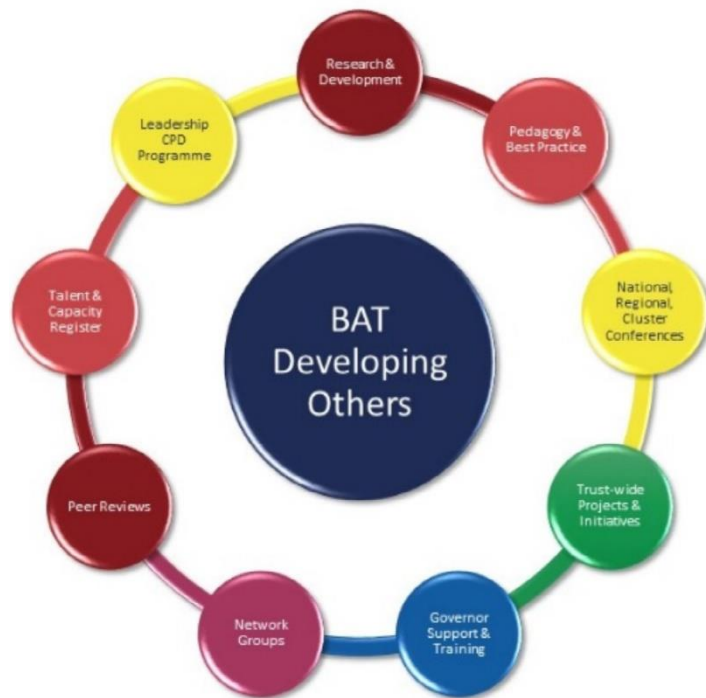 BAT
Developing
Others
Research &
Development
Pedagogy &
Best Practice
National,
Regional,
Cluster
Conferences
Trust-wide
Projects &
Initiatives
Governor
Support &
Training
Network
Groups
Peer Reviews
Talent &
Capacity
Register
Leadership
CPD
Programme